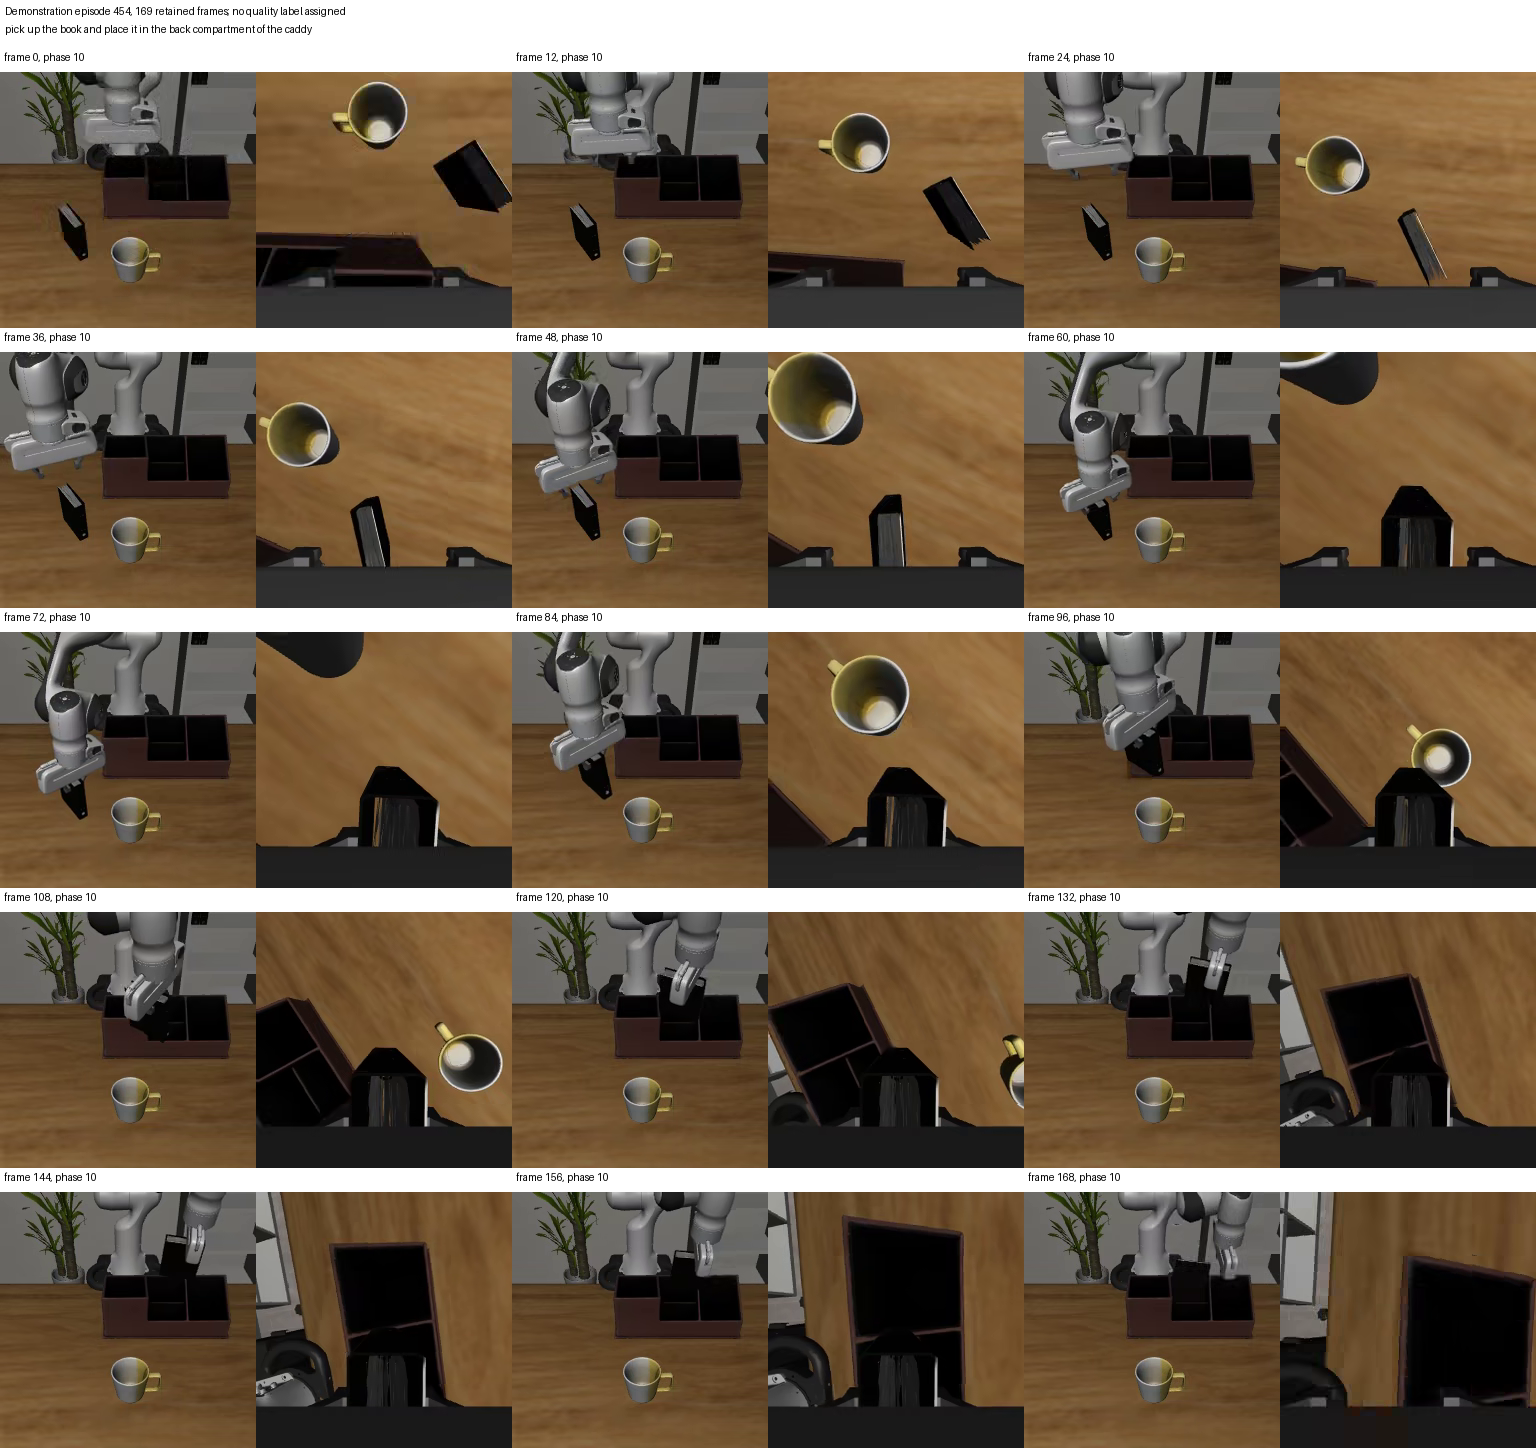 Demonstration episode 454, 169 retained frames; no quality label assigned
pick up the book and place it in the back compartment of the caddy
frame 0, phase 10
frame 12, phase 10
frame 24, phase 10
frame 36, phase 10
frame 48, phase 10
frame 60, phase 10
frame 72, phase 10
frame 84, phase 10
frame 96, phase 10
frame 108, phase 10
frame 120, phase 10
frame 132, phase 10
frame 144, phase 10
frame 156, phase 10
frame 168, phase 10